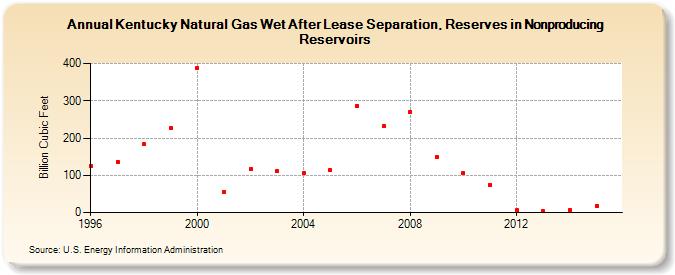 Annual Kentucky Natural Gas Wet After Lease Separation, Reserves in Nonproducing
Reservoirs
Billion Cubic Feet
400
300
200
100
0
1996 2000 2004 2008 2012
Source: U.S. Energy Information Administration